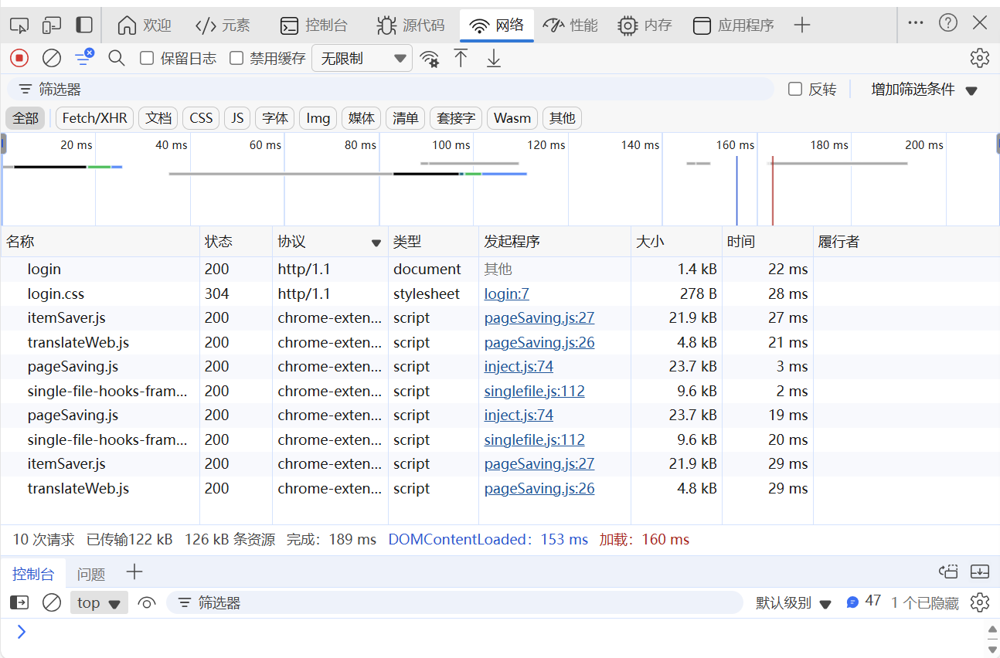 欢迎 元素 控制台 源代码 网络 性能 内存 应用程序
保留日志 禁用缓存 无限制
筛选器 反转 增加筛选条件
全部 Fetch/XHR 文档 CSS JS 字体 Img 媒体 清单 套接字 Wasm 其他
20 ms 40 ms 60 ms 80 ms 100 ms 120 ms 140 ms 160 ms 180 ms 200 ms
名称 状态 协议 类型 发起程序 大小 时间 履行者
login 200 http/1.1 document 其他 1.4 kB 22 ms
login.css 304 http/1.1 stylesheet login:7 278 B 28 ms
itemSaver.js 200 chrome-exten... script pageSaving.js:27 21.9 kB 27 ms
translateWeb.js 200 chrome-exten... script pageSaving.js:26 4.8 kB 21 ms
pageSaving.js 200 chrome-exten... script inject.js:74 23.7 kB 3 ms
single-file-hooks-fram... 200 chrome-exten... script singlefile.js:112 9.6 kB 2 ms
pageSaving.js 200 chrome-exten... script inject.js:74 23.7 kB 19 ms
single-file-hooks-fram... 200 chrome-exten... script singlefile.js:112 9.6 kB 20 ms
itemSaver.js 200 chrome-exten... script pageSaving.js:27 21.9 kB 29 ms
translateWeb.js 200 chrome-exten... script pageSaving.js:26 4.8 kB 29 ms
10 次请求 已传输122 kB 126 kB 条资源 完成：189 ms DOMContentLoaded：153 ms 加载：160 ms
控制台 问题
top 筛选器 默认级别 47 1 个已隐藏